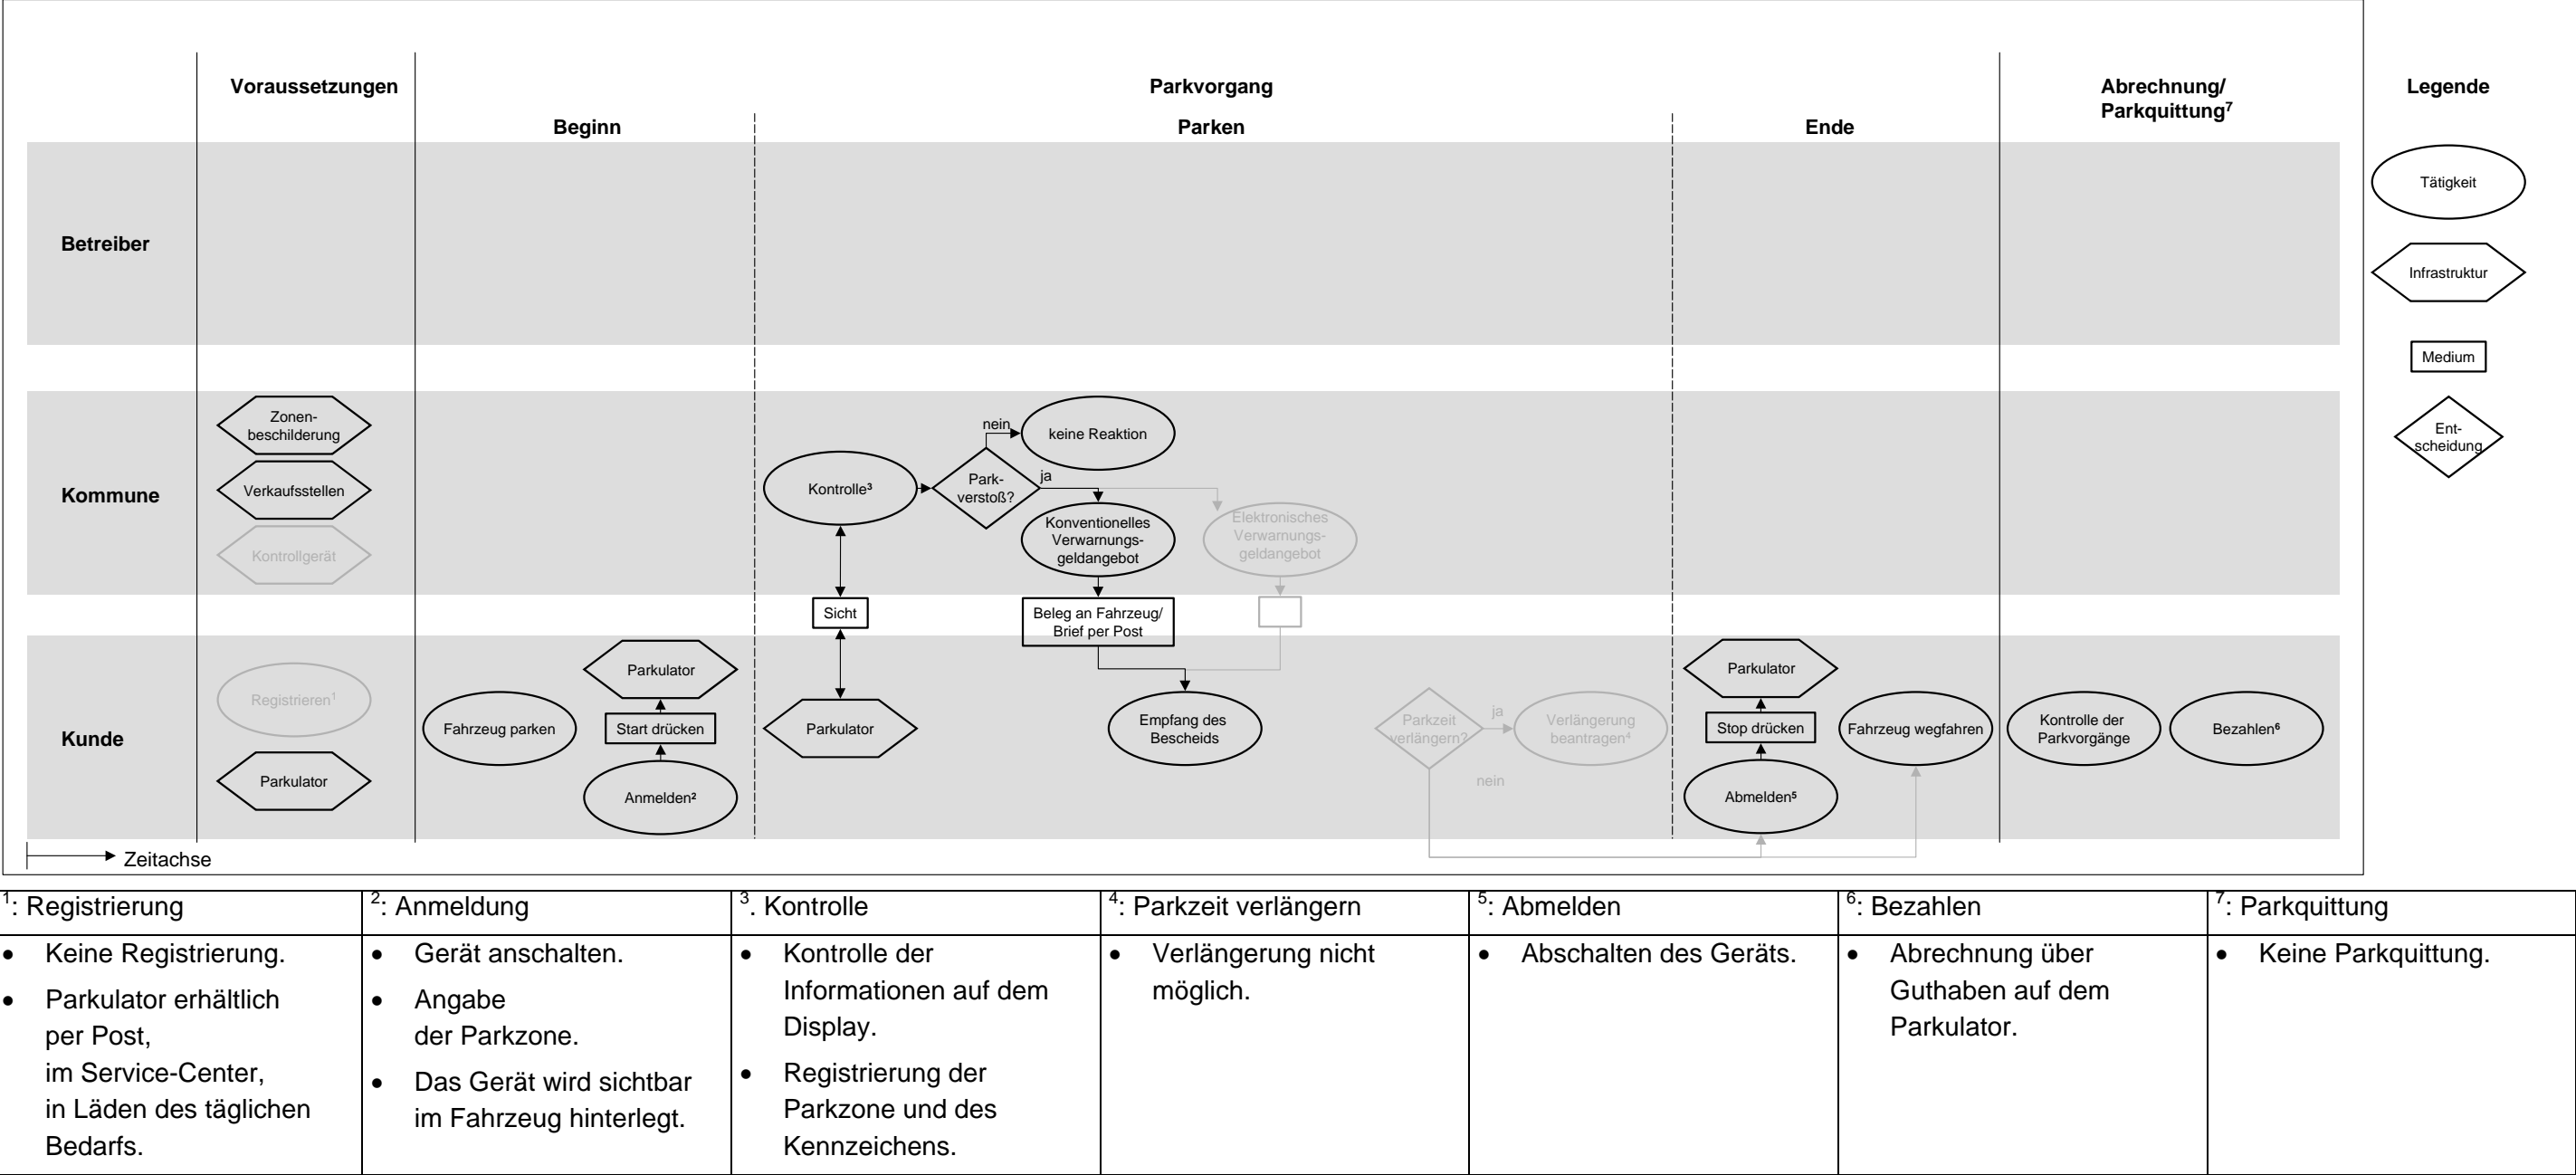 Voraussetzungen
Parkvorgang
Abrechnung/
Parkquittung7
Legende
Beginn
Parken
Ende
Betreiber
Tätigkeit
Infrastruktur
Medium
Ent-
scheidung
Kommune
Zonen-
beschilderung
Verkaufsstellen
Kontrollgerät
Kontrolle3
Park-
verstoß?
nein
ja
keine Reaktion
Konventionelles
Verwarnungs-
geldangebot
Elektronisches
Verwarnungs-
geldangebot
Sicht
Beleg an Fahrzeug/
Brief per Post
Kunde
Registrieren1
Parkulator
Fahrzeug parken
Parkulator
Start drücken
Anmelden2
Parkulator
Empfang des
Bescheids
Parkzeit
verlängern?
ja
nein
Verlängerung
beantragen4
Parkulator
Stop drücken
Abmelden5
Fahrzeug wegfahren
Kontrolle der
Parkvorgänge
Bezahlen6
Zeitachse
1: Registrierung
• Keine Registrierung.
• Parkulator erhältlich
per Post,
im Service-Center,
in Läden des täglichen
Bedarfs.
2: Anmeldung
• Gerät anschalten.
• Angabe
der Parkzone.
• Das Gerät wird sichtbar
im Fahrzeug hinterlegt.
3. Kontrolle
• Kontrolle der
Informationen auf dem
Display.
• Registrierung der
Parkzone und des
Kennzeichens.
4: Parkzeit verlängern
• Verlängerung nicht
möglich.
5: Abmelden
• Abschalten des Geräts.
6: Bezahlen
• Abrechnung über
Guthaben auf dem
Parkulator.
7: Parkquittung
• Keine Parkquittung.